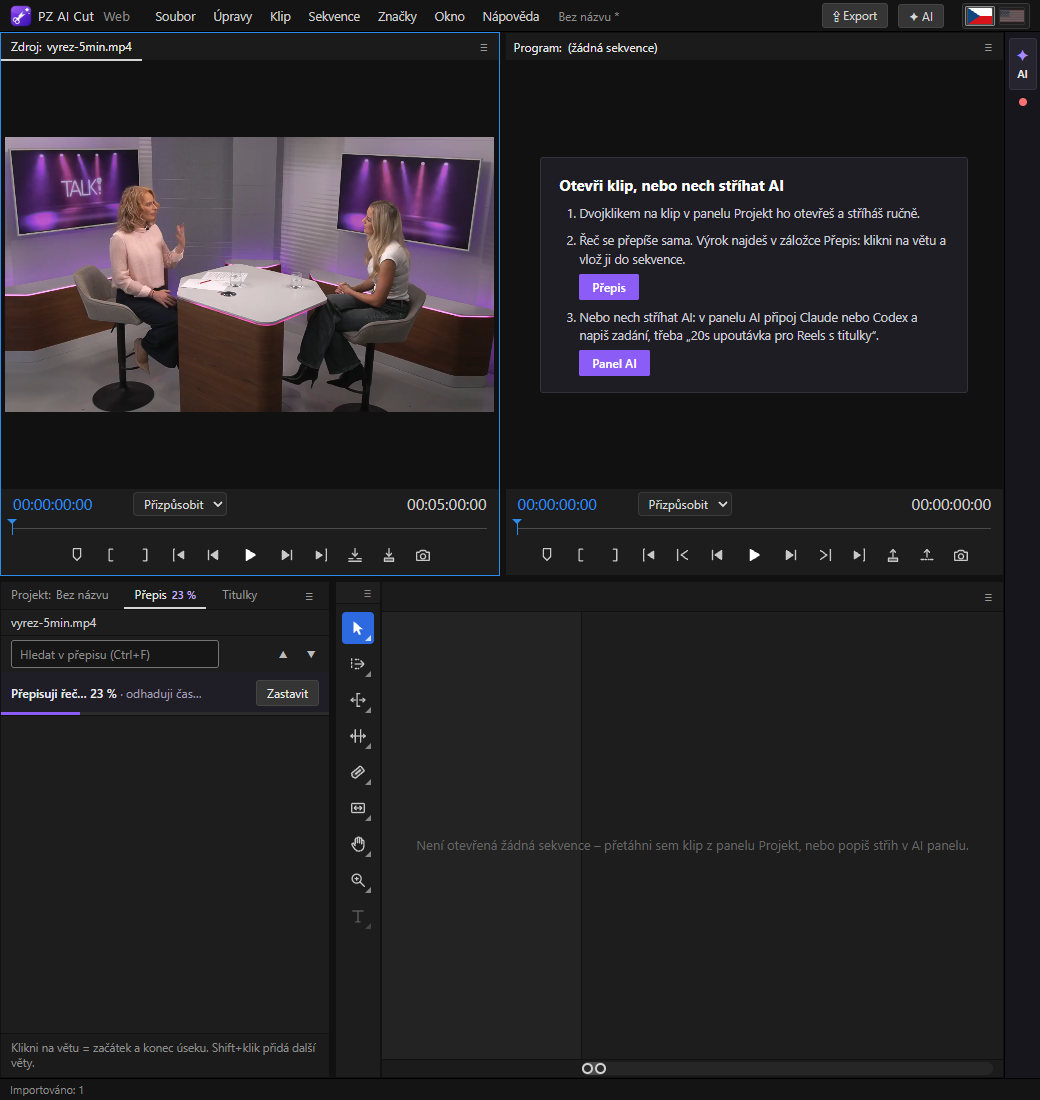 PZ AI Cut Web Soubor Úpravy Klip Sekvence Značky Okno Nápověda Bez názvu * Export AI
Zdroj: vyrez-5min.mp4
Program: (žádná sekvence)
AI
TALK
Otevři klip, nebo nech stříhat AI
1. Dvojklikem na klip v panelu Projekt ho otevřeš a stříháš ručně.
2. Řeč se přepíše sama. Výrok najdeš v záložce Přepis: klikni na větu a
vlož ji do sekvence.
Přepis
3. Nebo nech stříhat AI: v panelu AI připoj Claude nebo Codex a
napiš zadání, třeba „20s upoutávka pro Reels s titulky“.
Panel AI
00:00:00:00 Přizpůsobit 00:05:00:00
00:00:00:00 Přizpůsobit 00:00:00:00
Projekt: Bez názvu Přepis 23 % Titulky
vyrez-5min.mp4
Hledat v přepisu (Ctrl+F)
Přepisuji řeč... 23 % · odhaduji čas... Zastavit
Není otevřená žádná sekvence – přetáhni sem klip z panelu Projekt, nebo popiš střih v AI panelu.
Klikni na větu = začátek a konec úseku. Shift+klik přidá další
věty.
Importováno: 1